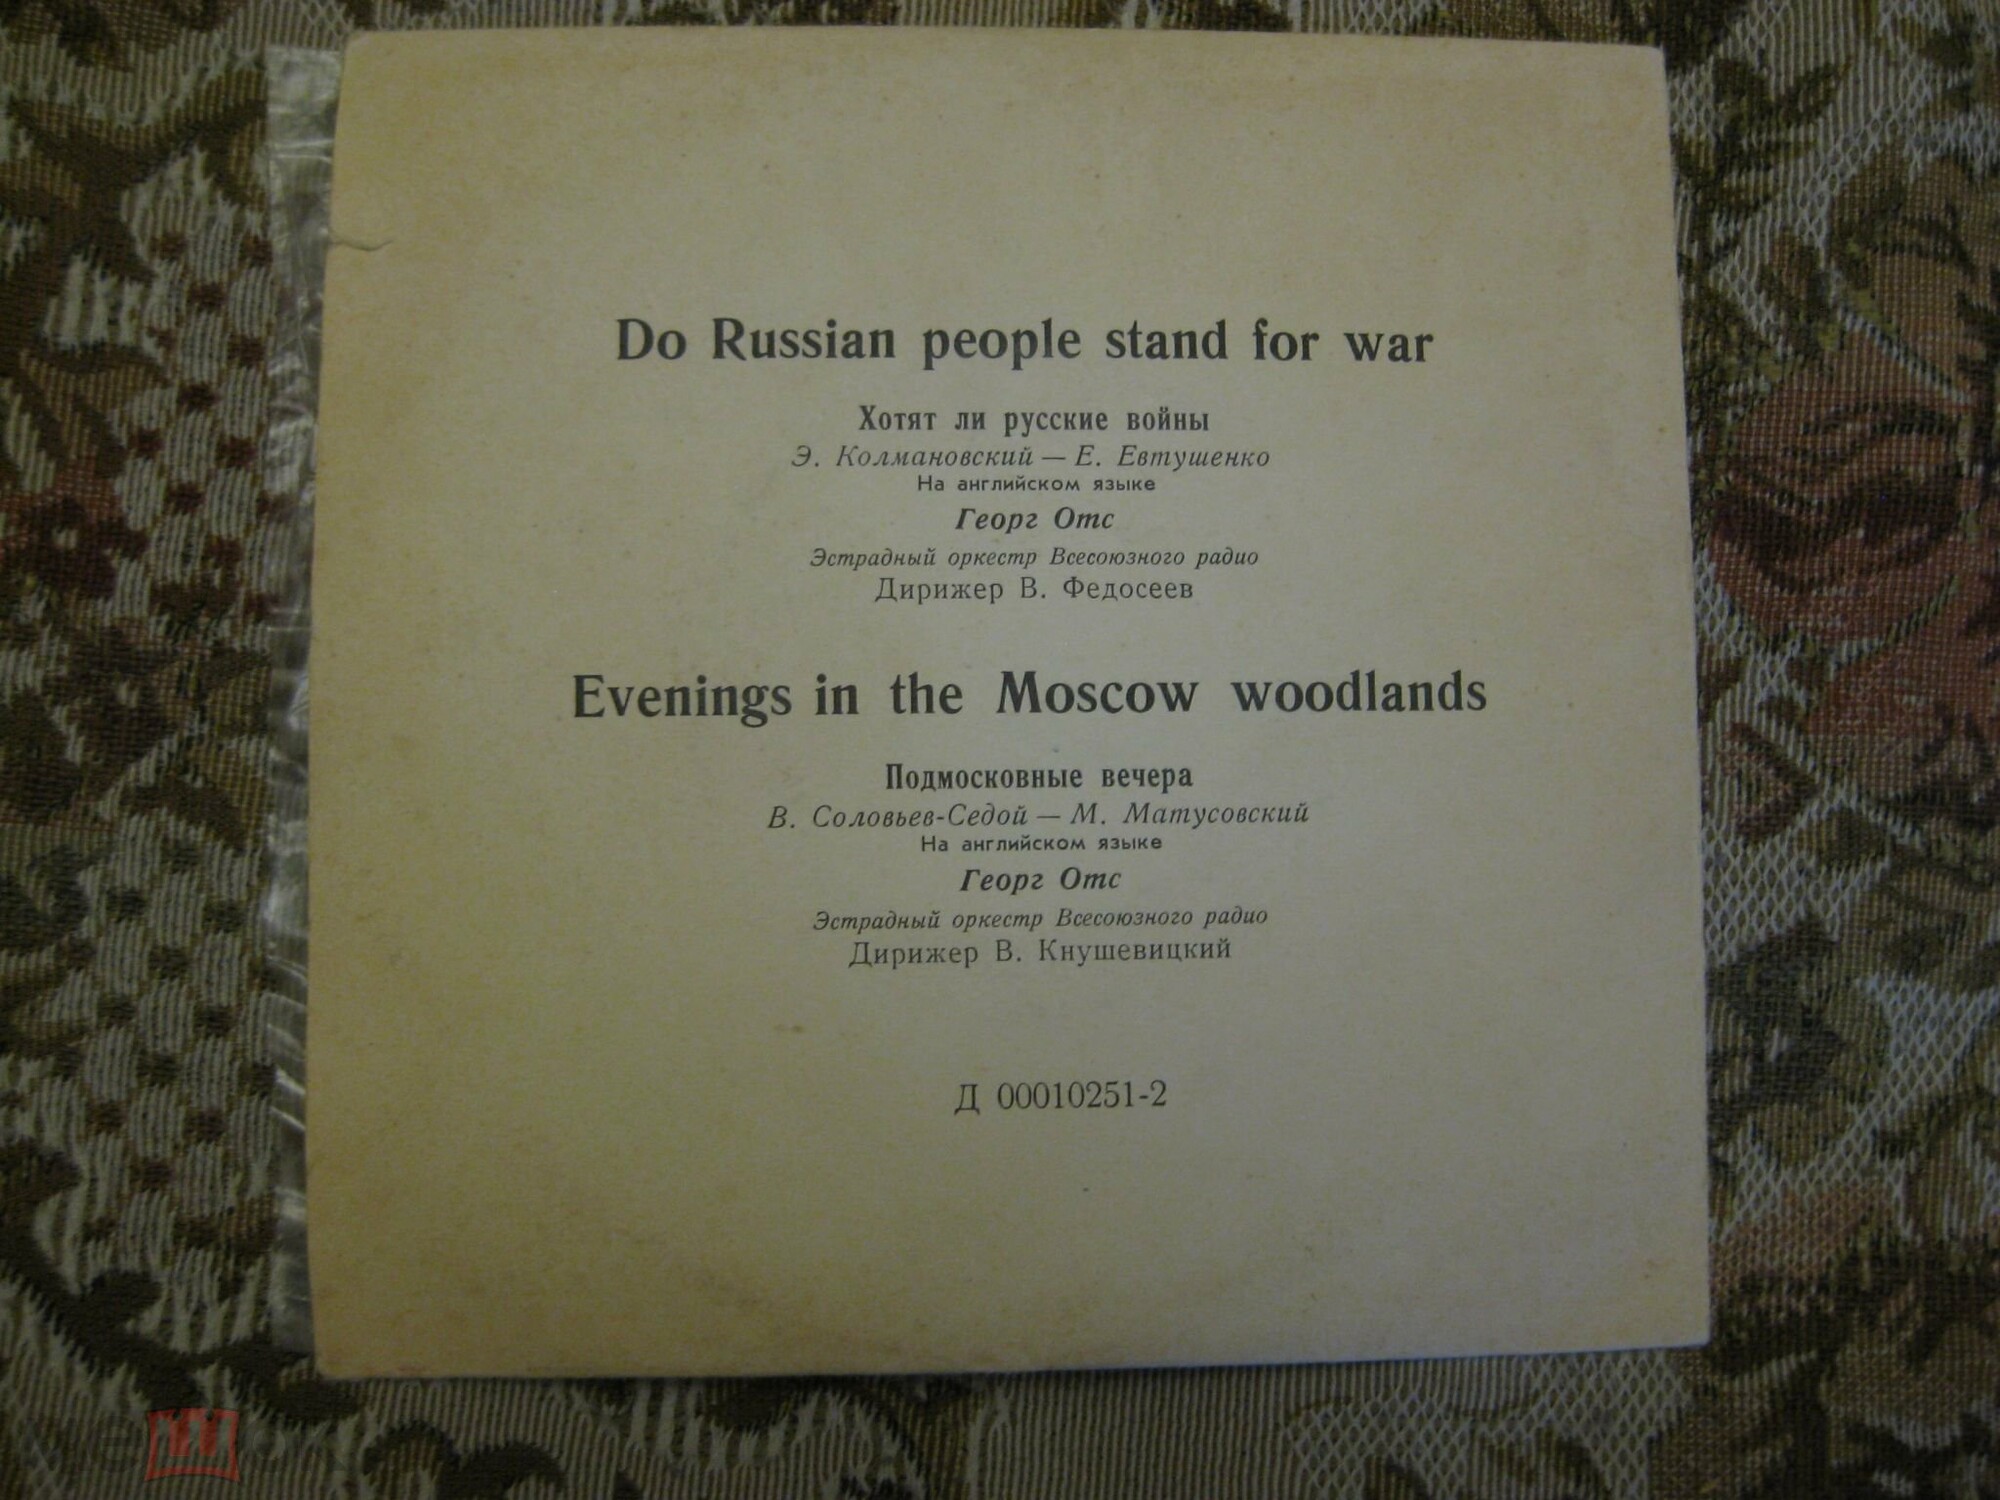 Do Russian people stand for war
Хотят ли русские войны
Э. Колмановский — Е. Евтушенко
На английском языке
Георг Отс
Эстрадный оркестр Всесоюзного радио
Дирижер В. Федосеев
Evenings in the Moscow woodlands
Подмосковные вечера
В. Соловьев-Седой — М. Матусовский
На английском языке
Георг Отс
Эстрадный оркестр Всесоюзного радио
Дирижер В. Кнушевицкий
Д 00010251-2